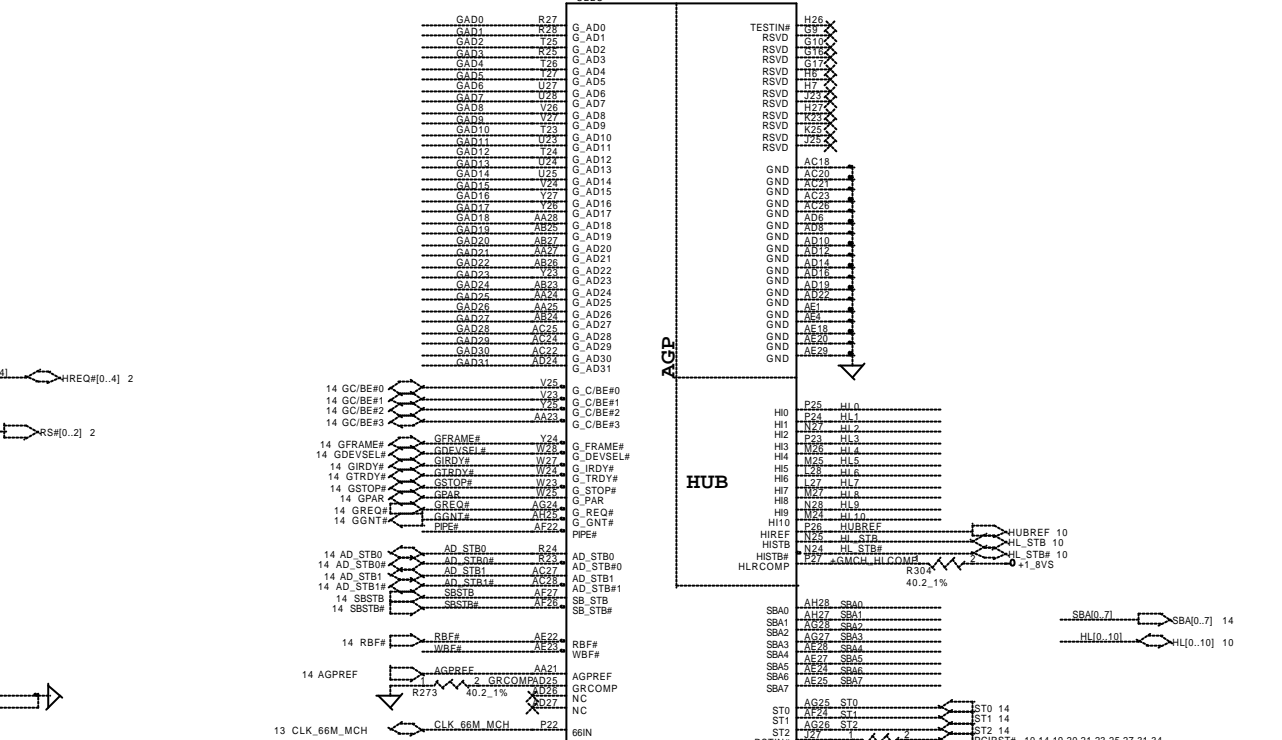 GAD0 R27 G_AD0
GAD1 R28 G_AD1
GAD2 T25 G_AD2
GAD3 R25 G_AD3
GAD4 T26 G_AD4
GAD5 T27 G_AD5
GAD6 U27 G_AD6
GAD7 U28 G_AD7
GAD8 V26 G_AD8
GAD9 V27 G_AD9
GAD10 T23 G_AD10
GAD11 U23 G_AD11
GAD12 T24 G_AD12
GAD13 U24 G_AD13
GAD14 U25 G_AD14
GAD15 V24 G_AD15
GAD16 Y27 G_AD16
GAD17 Y26 G_AD17
GAD18 AA28 G_AD18
GAD19 AB25 G_AD19
GAD20 AB27 G_AD20
GAD21 AA27 G_AD21
GAD22 AB26 G_AD22
GAD23 Y23 G_AD23
GAD24 AB23 G_AD24
GAD25 AA24 G_AD25
GAD26 AA25 G_AD26
GAD27 AB24 G_AD27
GAD28 AC25 G_AD28
GAD29 AC24 G_AD29
GAD30 AC22 G_AD30
GAD31 AD24 G_AD31
14 GC/BE#0 V25 G_C/BE#0
14 GC/BE#1 V23 G_C/BE#1
14 GC/BE#2 Y25 G_C/BE#2
14 GC/BE#3 AA23 G_C/BE#3
14 GFRAME# GFRAME# Y24 G_FRAME#
14 GDEVSEL# GDEVSEL# W28 G_DEVSEL#
14 GIRDY# GIRDY# W27 G_IRDY#
14 GTRDY# GTRDY# W24 G_TRDY#
14 GSTOP# GSTOP# W23 G_STOP#
14 GPAR GPAR W25 G_PAR
14 GREQ# GREQ# AG24 G_REQ#
14 GGNT# GGNT# AH25 G_GNT#
PIPE# AF22 PIPE#
14 AD_STB0 AD_STB0 R24 AD_STB0
14 AD_STB0# AD_STB0# R23 AD_STB#0
14 AD_STB1 AD_STB1 AC27 AD_STB1
14 AD_STB1# AD_STB1# AC28 AD_STB#1
14 SBSTB SBSTB AF27 SB_STB
14 SBSTB# SBSTB# AF26 SB_STB#
14 RBF# RBF# AE22 RBF#
WBF# AE23 WBF#
14 AGPREF AGPREF AA21 AGPREF
R273 1 2 40.2_1% GRCOMP AD25 GRCOMP
AD26 NC
AD27 NC
13 CLK_66M_MCH CLK_66M_MCH P22 66IN
HREQ#[0..4] 2
RS#[0..2] 2
AGP
HUB
TESTIN# H26
RSVD G9
RSVD G10
RSVD G16
RSVD G17
RSVD H6
RSVD H7
RSVD J23
RSVD H27
RSVD K23
RSVD K25
RSVD J25
GND AC18
GND AC20
GND AC21
GND AC23
GND AC26
GND AD6
GND AD8
GND AD10
GND AD12
GND AD14
GND AD16
GND AD19
GND AD22
GND AE1
GND AE4
GND AE18
GND AE20
GND AE29
HI0 P25 HL0
HI1 P24 HL1
HI2 N27 HL2
HI3 P23 HL3
HI4 M26 HL4
HI5 M25 HL5
HI6 L28 HL6
HI7 L27 HL7
HI8 M27 HL8
HI9 N28 HL9
HI10 M24 HL10
HIREF P26 HUBREF HUBREF 10
HISTB N25 HL_STB HL_STB 10
HISTB# N24 HL_STB# HL_STB# 10
HLRCOMP P27 +GMCH_HLCOMP 1 R304 2 40.2_1% +1_8VS
SBA0 AH28 SBA0
SBA1 AH27 SBA1
SBA2 AG28 SBA2
SBA3 AG27 SBA3
SBA4 AE28 SBA4
SBA5 AE27 SBA5
SBA6 AE24 SBA6
SBA7 AE25 SBA7
ST0 AG25 ST0 ST0 14
ST1 AF24 ST1 ST1 14
ST2 AG26 ST2 ST2 14
J27 1 2
SBA[0..7] SBA[0..7] 14
HL[0..10] HL[0..10] 10